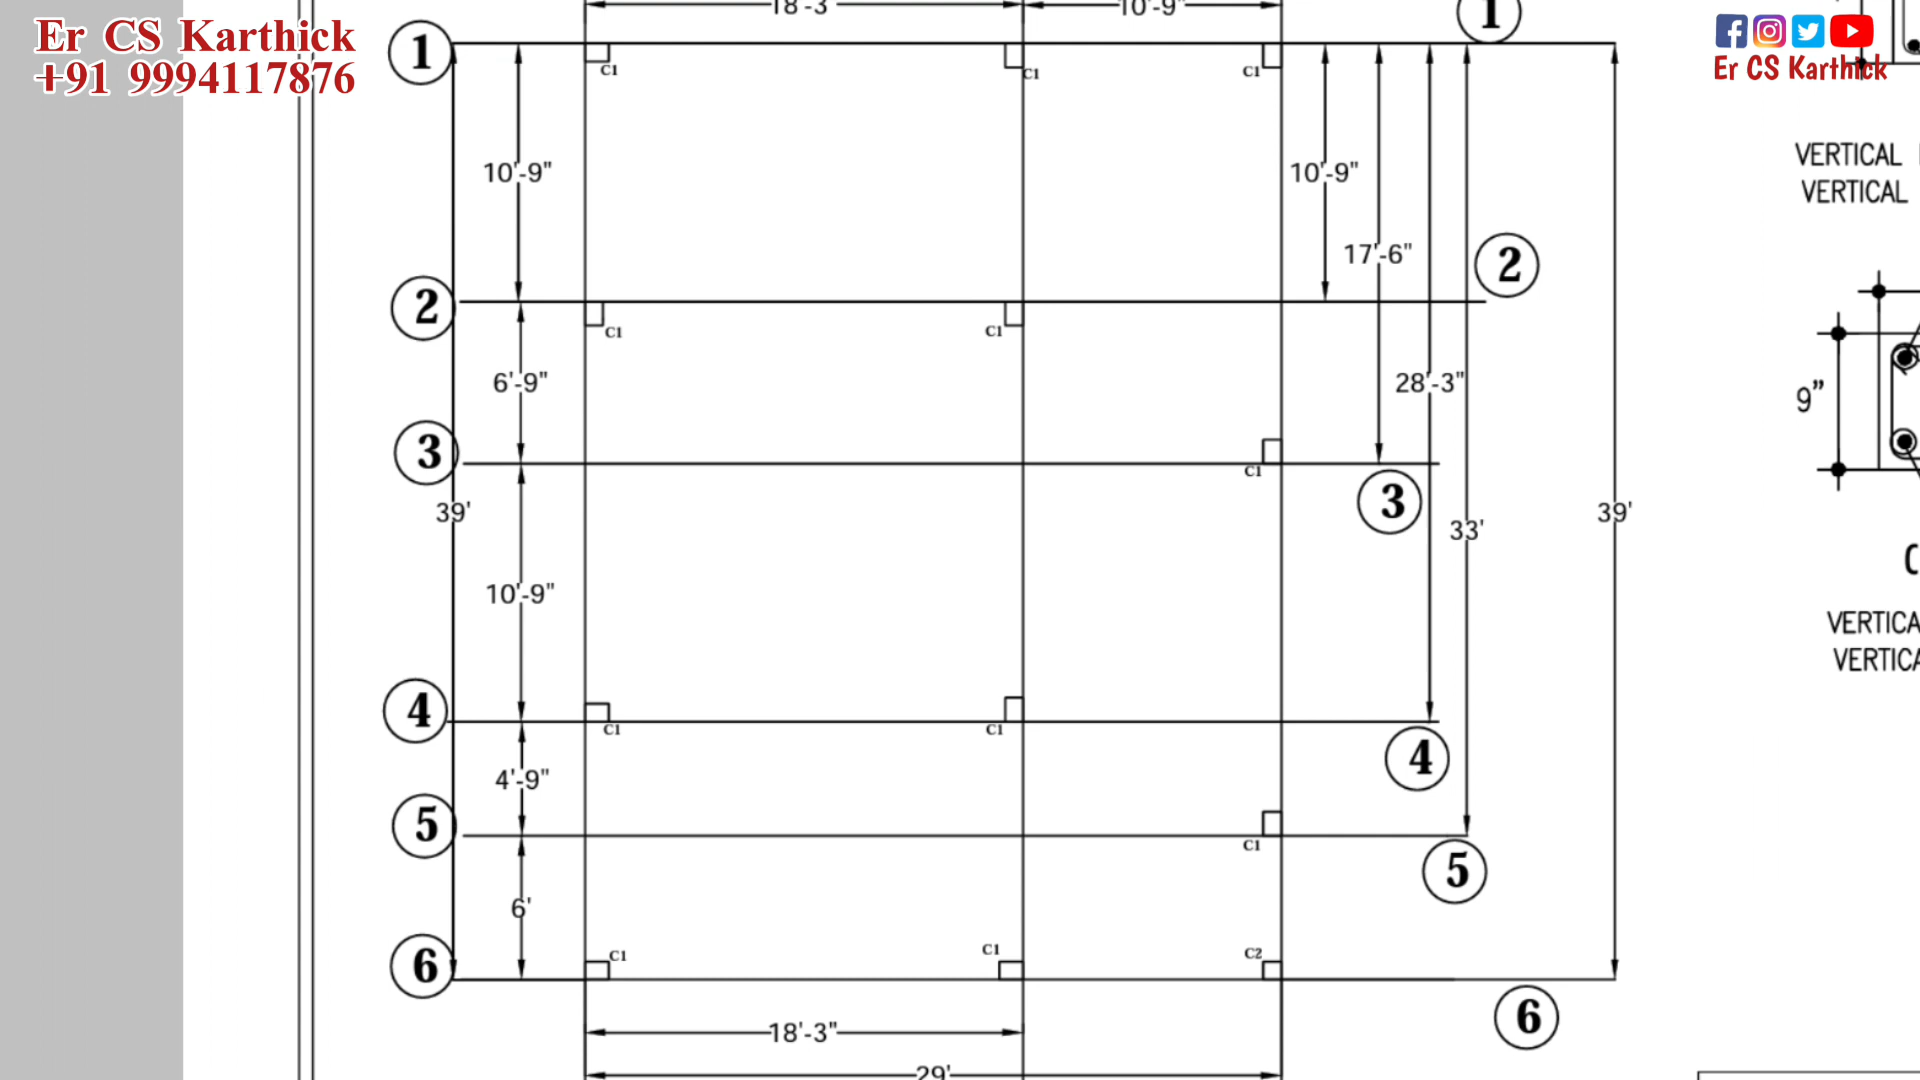 Er CS Karthick
+91 9994117876
Er CS Karthick
18'-3
10'-9"
1
1
C1
C1
C1
10'-9"
10'-9"
17'-6"
2
2
C1
C1
6'-9"
28'-3"
3
C1
3
39'
33'
39'
10'-9"
4
C1
C1
4
4'-9"
5
C1
5
6'
6
C1
C1
C2
6
18'-3"
29'
VERTICAL
VERTICAL
9"